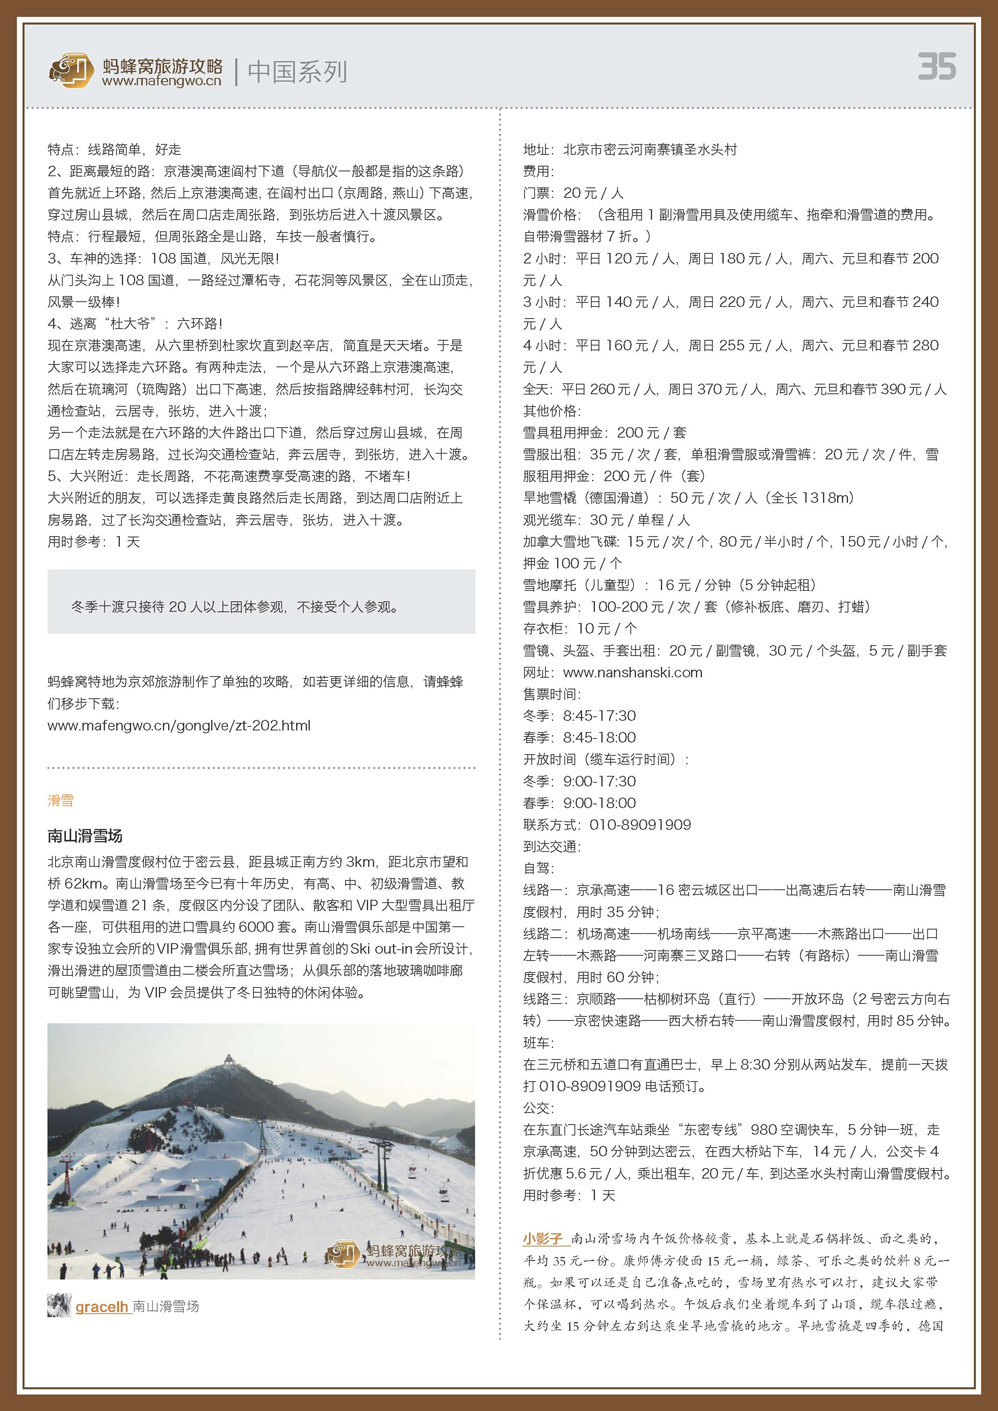 蚂蜂窝旅游攻略
www.mafengwo.cn
中国系列
35
特点：线路简单，好走
2、距离最短的路：京港澳高速阎村下道（导航仪一般都是指的这条路）
首先就近上环路, 然后上京港澳高速, 在阎村出口（京周路, 燕山）下高速，
穿过房山县城，然后在周口店走周张路，到张坊后进入十渡风景区。
特点：行程最短，但周张路全是山路，车技一般者慎行。
3、车神的选择：108 国道，风光无限！
从门头沟上 108 国道，一路经过潭柘寺，石花洞等风景区，全在山顶走，
风景一级棒！
4、逃离“杜大爷”：六环路！
现在京港澳高速，从六里桥到杜家坎直到赵辛店，简直是天天堵。于是
大家可以选择走六环路。有两种走法，一个是从六环路上京港澳高速，
然后在琉璃河（琉陶路）出口下高速，然后按指路牌经韩村河，长沟交
通检查站，云居寺，张坊，进入十渡；
另一个走法就是在六环路的大件路出口下道，然后穿过房山县城，在周
口店左转走房易路，过长沟交通检查站，奔云居寺，到张坊，进入十渡。
5、大兴附近：走长周路，不花高速费享受高速的路，不堵车！
大兴附近的朋友，可以选择走黄良路然后走长周路，到达周口店附近上
房易路，过了长沟交通检查站，奔云居寺，张坊，进入十渡。
用时参考：1 天
冬季十渡只接待 20 人以上团体参观，不接受个人参观。
蚂蜂窝特地为京郊旅游制作了单独的攻略，如若更详细的信息，请蜂蜂
们移步下载：
www.mafengwo.cn/gonglve/zt-202.html
滑雪
南山滑雪场
北京南山滑雪度假村位于密云县，距县城正南方约 3km，距北京市望和
桥 62km。南山滑雪场至今已有十年历史，有高、中、初级滑雪道、教
学道和娱雪道 21 条，度假区内分设了团队、散客和 VIP 大型雪具出租厅
各一座，可供租用的进口雪具约 6000 套。南山滑雪俱乐部是中国第一
家专设独立会所的VIP滑雪俱乐部, 拥有世界首创的Ski out-in会所设计，
滑出滑进的屋顶雪道由二楼会所直达雪场；从俱乐部的落地玻璃咖啡廊
可眺望雪山，为 VIP 会员提供了冬日独特的休闲体验。
蚂蜂窝旅游攻略
www.mafengwo.cn
gracelh 南山滑雪场
地址：北京市密云河南寨镇圣水头村
费用：
门票：20 元 / 人
滑雪价格：（含租用 1 副滑雪用具及使用缆车、拖牵和滑雪道的费用。
自带滑雪器材 7 折。）
2 小时：平日 120 元 / 人，周日 180 元 / 人，周六、元旦和春节 200
元 / 人
3 小时：平日 140 元 / 人，周日 220 元 / 人，周六、元旦和春节 240
元 / 人
4 小时：平日 160 元 / 人，周日 255 元 / 人，周六、元旦和春节 280
元 / 人
全天：平日 260 元 / 人，周日 370 元 / 人，周六、元旦和春节 390 元 / 人
其他价格：
雪具租用押金：200 元 / 套
雪服出租：35 元 / 次 / 套，单租滑雪服或滑雪裤：20 元 / 次 / 件，雪
服租用押金：200 元 / 件（套）
旱地雪橇（德国滑道）：50 元 / 次 / 人（全长 1318m）
观光缆车：30 元 / 单程 / 人
加拿大雪地飞碟：15 元 / 次 / 个, 80 元 / 半小时 / 个, 150 元 / 小时 / 个,
押金 100 元 / 个
雪地摩托（儿童型）：16 元 / 分钟（5 分钟起租）
雪具养护：100-200 元 / 次 / 套（修补板底、磨刃、打蜡）
存衣柜：10 元 / 个
雪镜、头盔、手套出租：20 元 / 副雪镜，30 元 / 个头盔，5 元 / 副手套
网址：www.nanshanski.com
售票时间：
冬季：8:45-17:30
春季：8:45-18:00
开放时间（缆车运行时间）：
冬季：9:00-17:30
春季：9:00-18:00
联系方式：010-89091909
到达交通：
自驾：
线路一：京承高速——16 密云城区出口——出高速后右转——南山滑雪
度假村，用时 35 分钟；
线路二：机场高速——机场南线——京平高速——木燕路出口——出口
左转——木燕路——河南寨三叉路口——右转（有路标）——南山滑雪
度假村，用时 60 分钟；
线路三：京顺路——枯柳树环岛（直行）——开放环岛（2 号密云方向右
转）——京密快速路——西大桥右转——南山滑雪度假村，用时 85 分钟。
班车：
在三元桥和五道口有直通巴士，早上 8:30 分别从两站发车，提前一天拨
打 010-89091909 电话预订。
公交：
在东直门长途汽车站乘坐“东密专线”980 空调快车，5 分钟一班，走
京承高速，50 分钟到达密云，在西大桥站下车，14 元 / 人，公交卡 4
折优惠 5.6 元 / 人，乘出租车，20 元 / 车, 到达圣水头村南山滑雪度假村。
用时参考：1 天
小影子 南山滑雪场内午饭价格较贵，基本上就是石锅拌饭、面之类的，
平均 35 元一份。康师傅方便面 15 元一桶，绿茶、可乐之类的饮料 8 元一
瓶。如果可以还是自己准备点吃的，雪场里有热水可以打，建议大家带
个保温杯，可以喝到热水。午饭后我们坐着缆车到了山顶，缆车很过瘾，
大约坐 15 分钟左右到达乘坐旱地雪橇的地方。旱地雪橇是四季的，德国